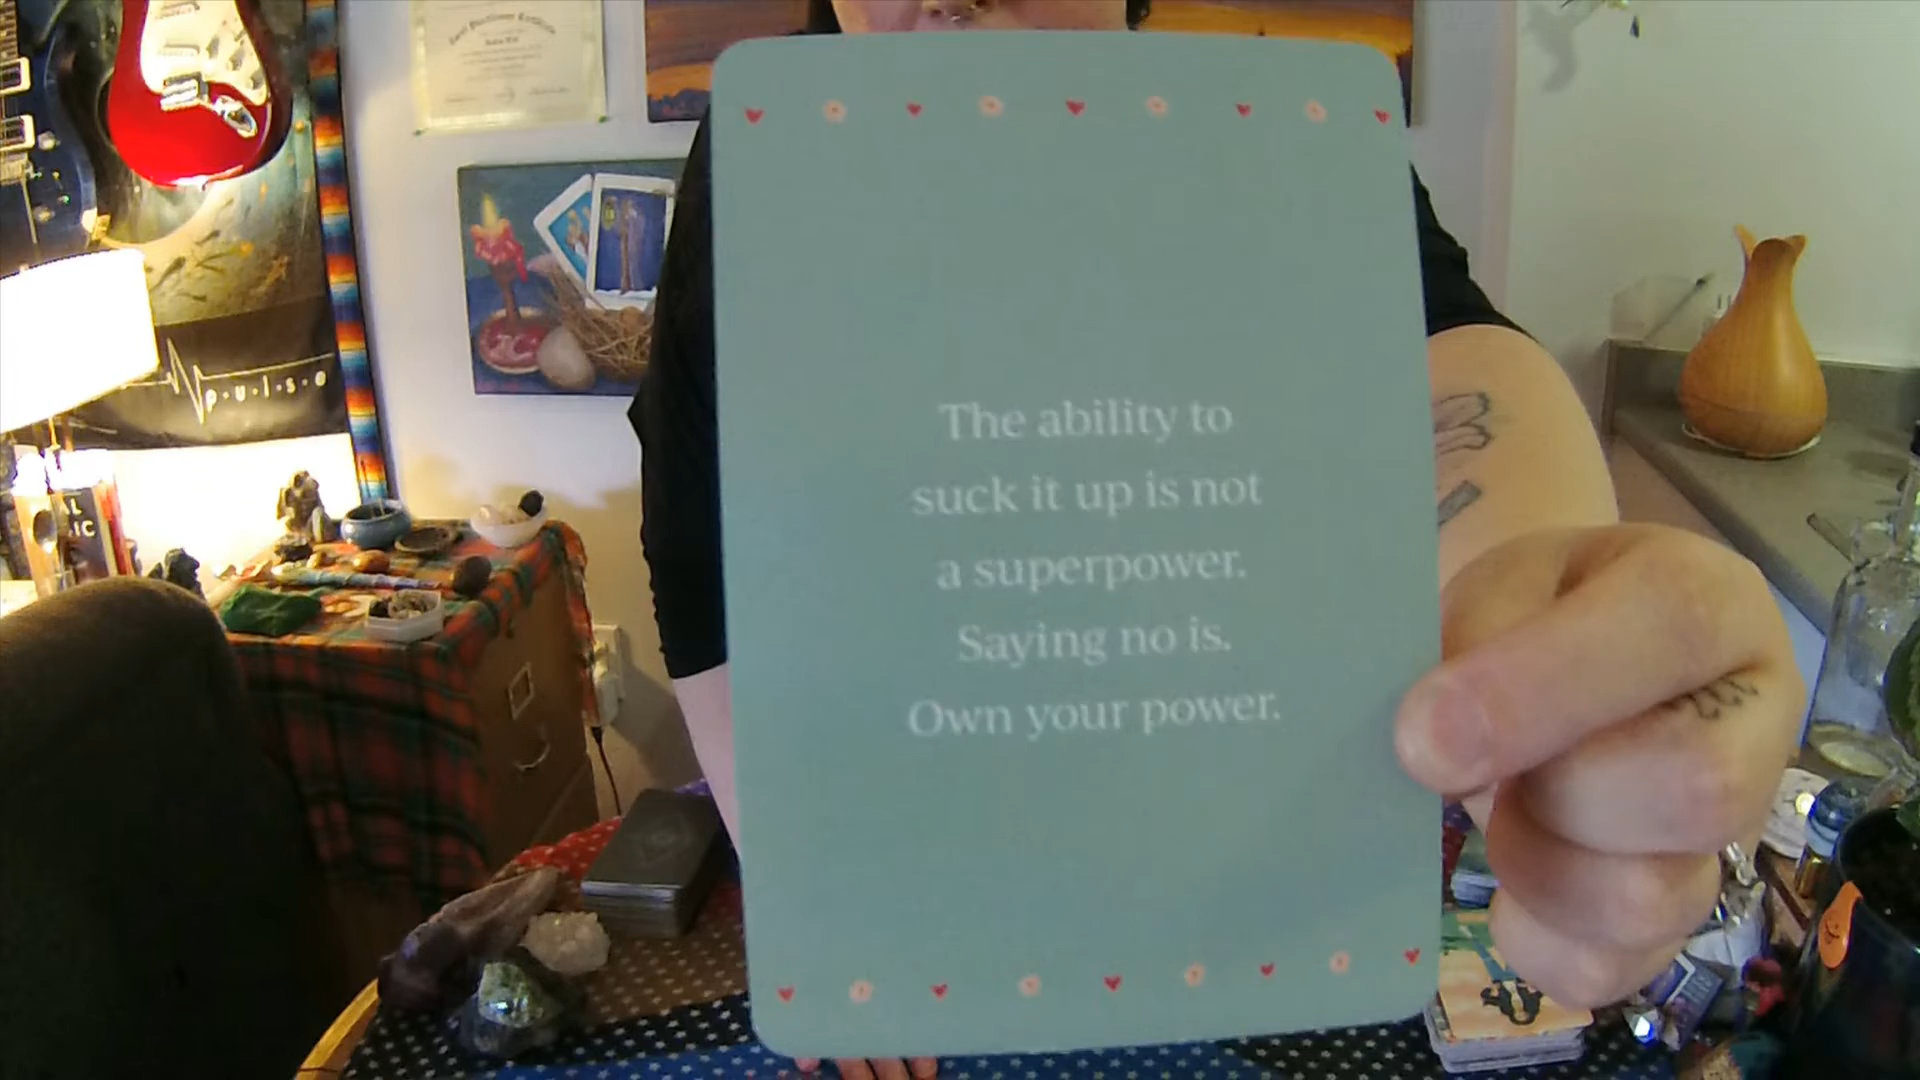 The ability to
suck it up is not
a superpower.
Saying no is.
Own your power.
p·u·l·s·e